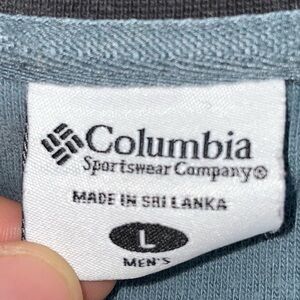 Columbia
Sportswear Company®
MADE IN SRI LANKA
L
MEN'S